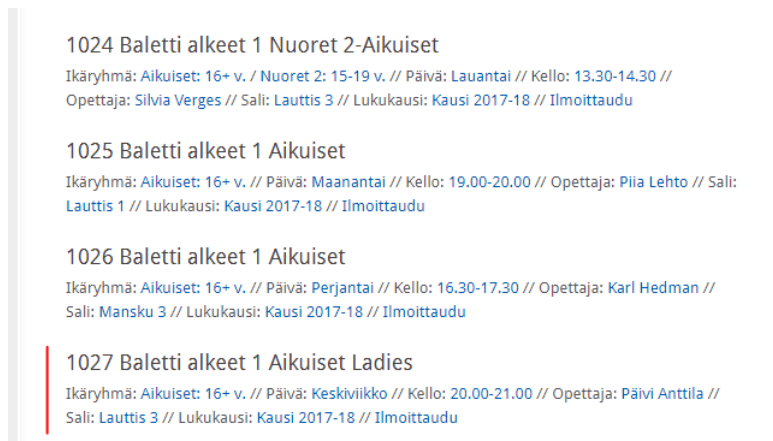 1024 Baletti alkeet 1 Nuoret 2-Aikuiset
Ikäryhmä: Aikuiset: 16+ v. / Nuoret 2: 15-19 v. // Päivä: Lauantai // Kello: 13.30-14.30 //
Opettaja: Silvia Verges // Sali: Lauttis 3 // Lukukausi: Kausi 2017-18 // Ilmoittaudu
1025 Baletti alkeet 1 Aikuiset
Ikäryhmä: Aikuiset: 16+ v. // Päivä: Maanantai // Kello: 19.00-20.00 // Opettaja: Piia Lehto // Sali:
Lauttis 1 // Lukukausi: Kausi 2017-18 // Ilmoittaudu
1026 Baletti alkeet 1 Aikuiset
Ikäryhmä: Aikuiset: 16+ v. // Päivä: Perjantai // Kello: 16.30-17.30 // Opettaja: Karl Hedman //
Sali: Mansku 3 // Lukukausi: Kausi 2017-18 // Ilmoittaudu
1027 Baletti alkeet 1 Aikuiset Ladies
Ikäryhmä: Aikuiset: 16+ v. // Päivä: Keskiviikko // Kello: 20.00-21.00 // Opettaja: Päivi Anttila //
Sali: Lauttis 3 // Lukukausi: Kausi 2017-18 // Ilmoittaudu